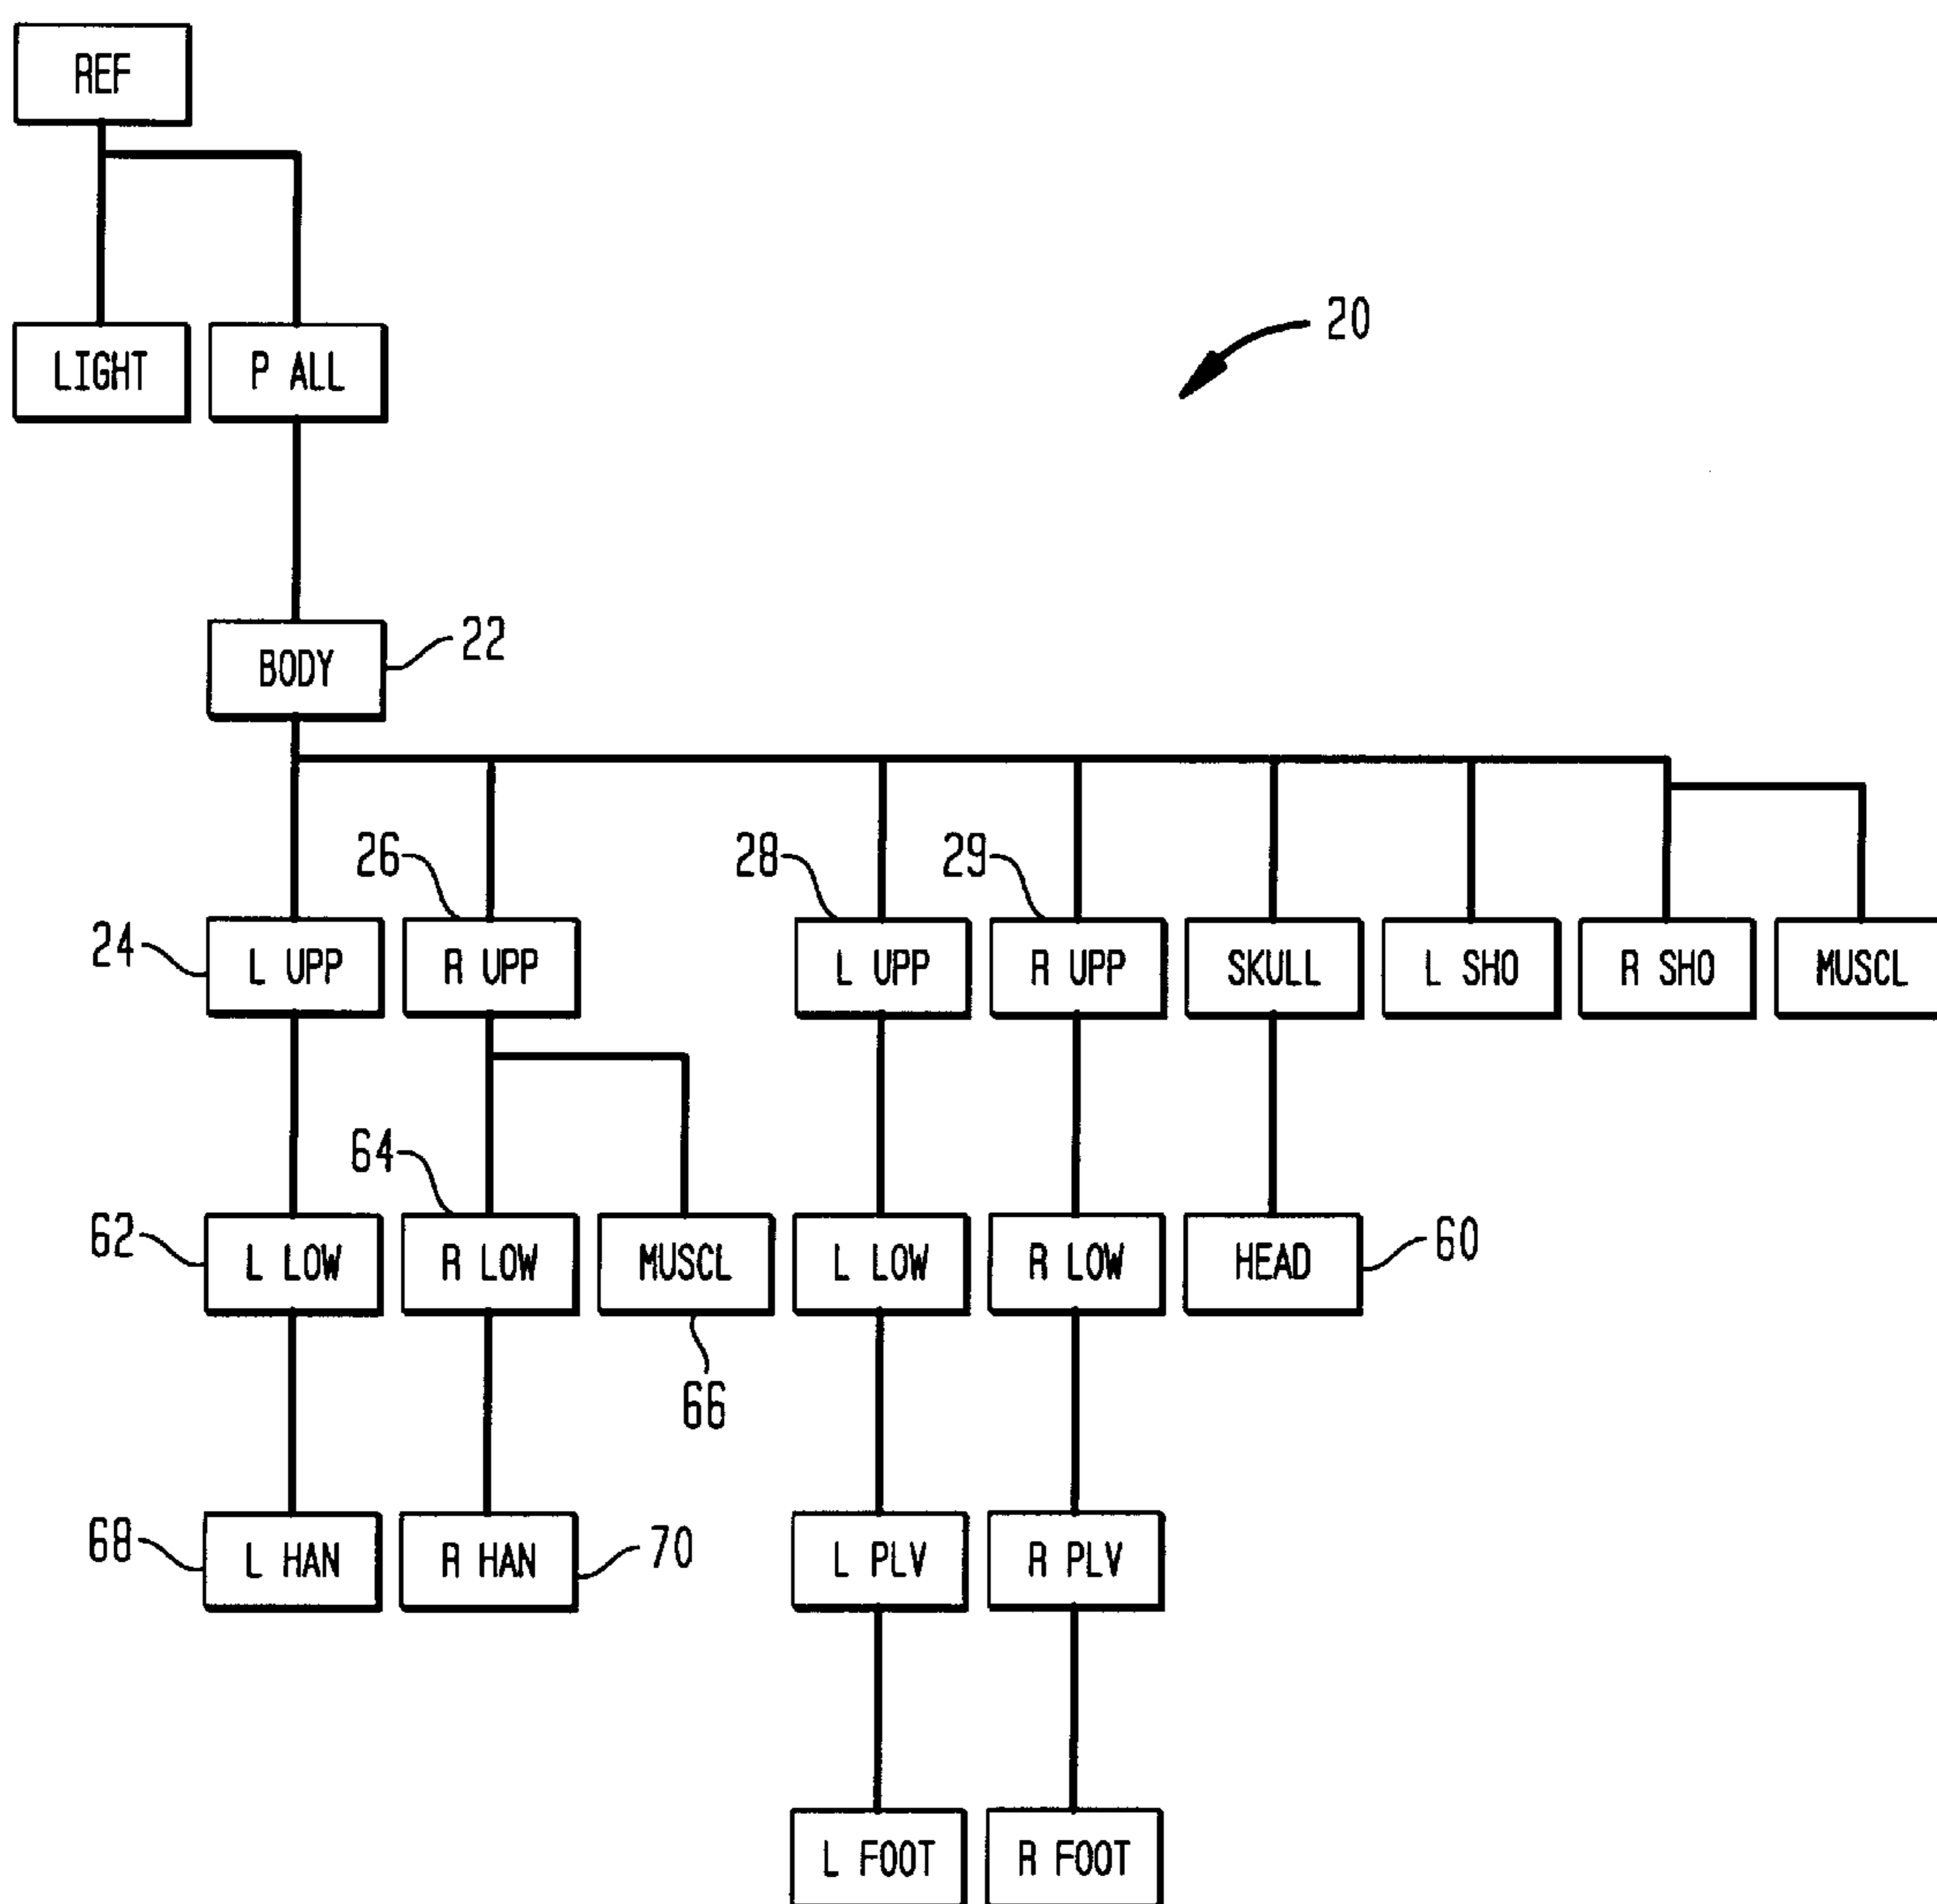 REF
20
LIGHT
P ALL
22
BODY
26
28
29
24
L UPP
R UPP
L UPP
R UPP
SKULL
L SHO
R SHO
MUSCL
64
62
L LOW
R LOW
MUSCL
L LOW
R LOW
HEAD
60
66
68
L HAN
R HAN
70
L PLV
R PLV
L FOOT
R FOOT